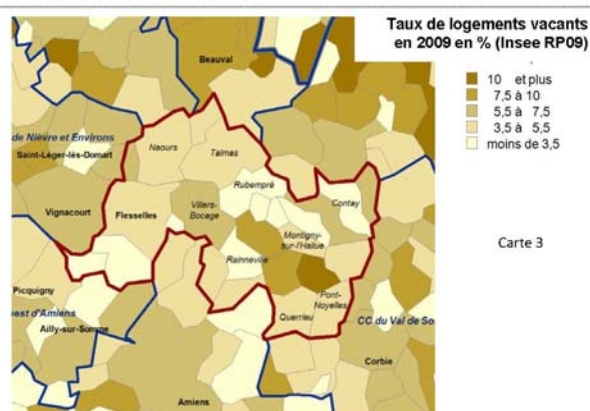 Taux de logements vacants
en 2009 en % (Insee RP09)
10 et plus
7,5 à 10
5,5 à 7,5
3,5 à 5,5
moins de 3,5
Carte 3
Beauval
de Nièvre et Environs
Saint-Léger-lès-Domart
Naours
Talmas
Rubempré
Vignacourt
Flesselles
Villers-
Bocage
Contay
Montigny-
sur-l'Hallue
Rainneville
Picquigny
Pont-
Noyelles
Querrieu
est d'Amiens
Ailly-sur-Somme
CC du Val de So
Corbie
Amiens